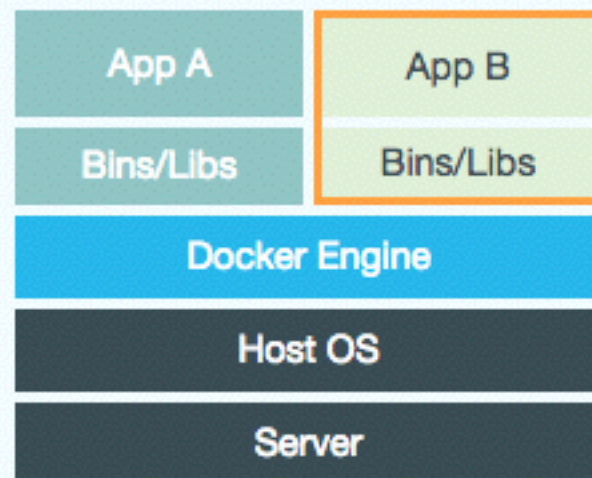 App A
App B
Bins/Libs
Bins/Libs
Docker Engine
Host OS
Server